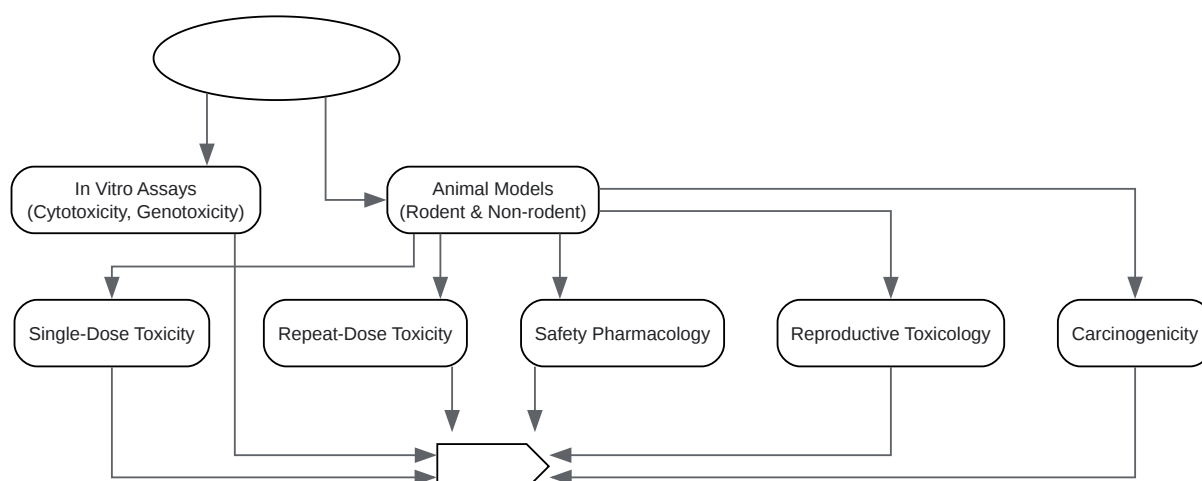 In Vitro Assays
(Cytotoxicity, Genotoxicity)
Animal Models
(Rodent & Non-rodent)
Single-Dose Toxicity
Repeat-Dose Toxicity
Safety Pharmacology
Reproductive Toxicology
Carcinogenicity